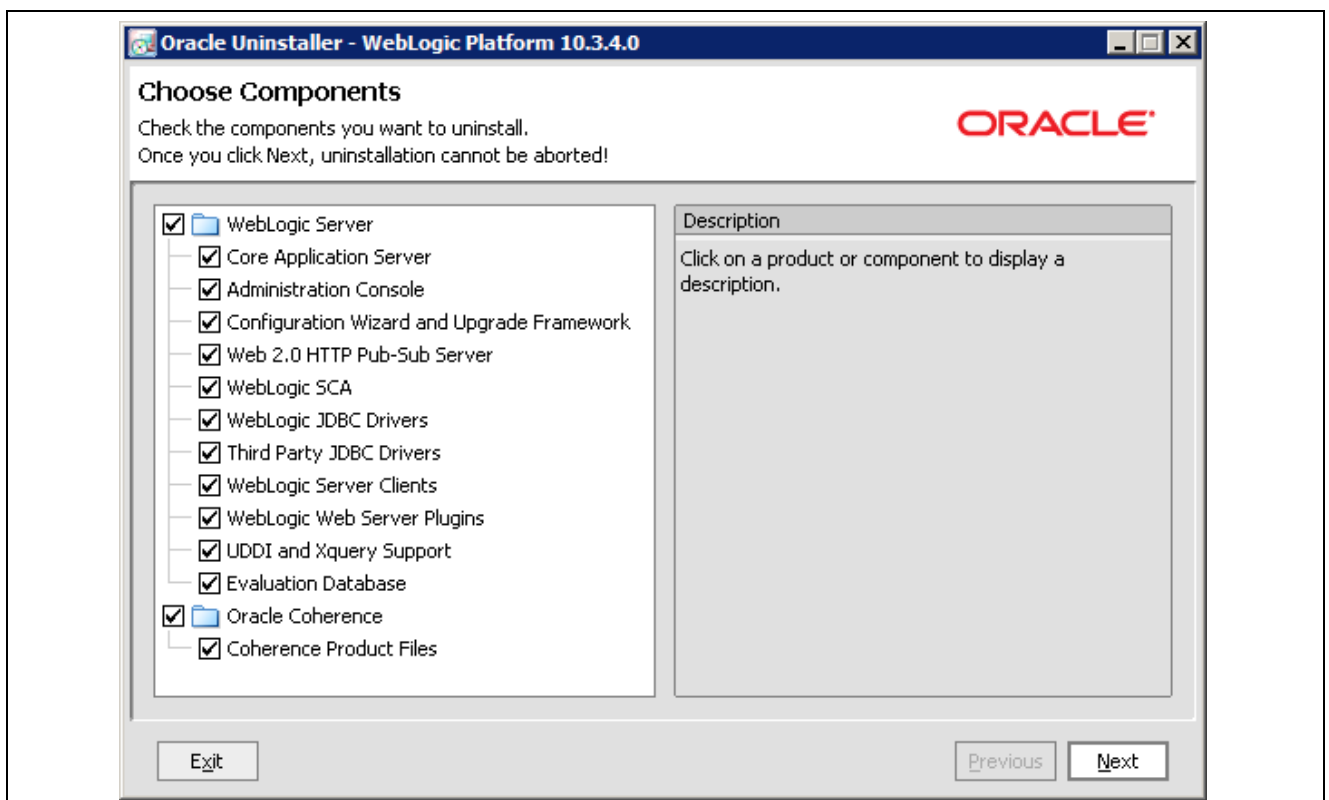 Oracle Uninstaller - WebLogic Platform 10.3.4.0
Choose Components
Check the components you want to uninstall.
Once you click Next, uninstallation cannot be aborted!
ORACLE
WebLogic Server
Core Application Server
Administration Console
Configuration Wizard and Upgrade Framework
Web 2.0 HTTP Pub-Sub Server
WebLogic SCA
WebLogic JDBC Drivers
Third Party JDBC Drivers
WebLogic Server Clients
WebLogic Web Server Plugins
UDDI and Xquery Support
Evaluation Database
Oracle Coherence
Coherence Product Files
Description
Click on a product or component to display a
description.
Exit
Previous
Next